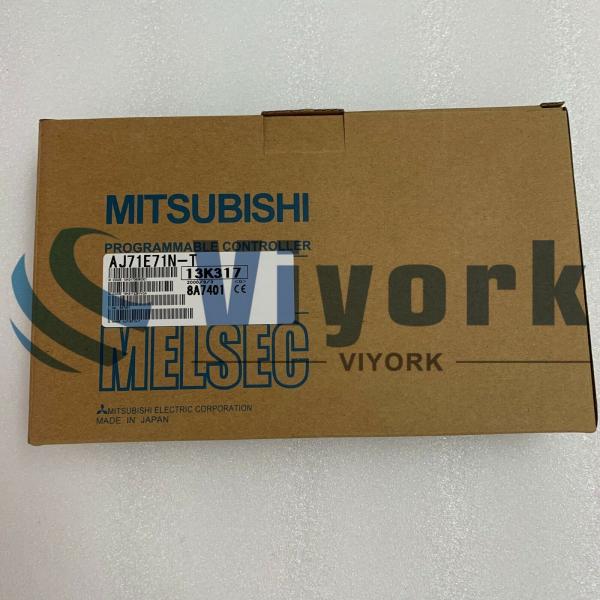 MITSUBISHI
PROGRAMMABLE CONTROLLER
AJ71E71N-T
13K317
8A7401 CE
Viyork
VIYORK
MELSEC
MITSUBISHI ELECTRIC CORPORATION
MADE IN JAPAN